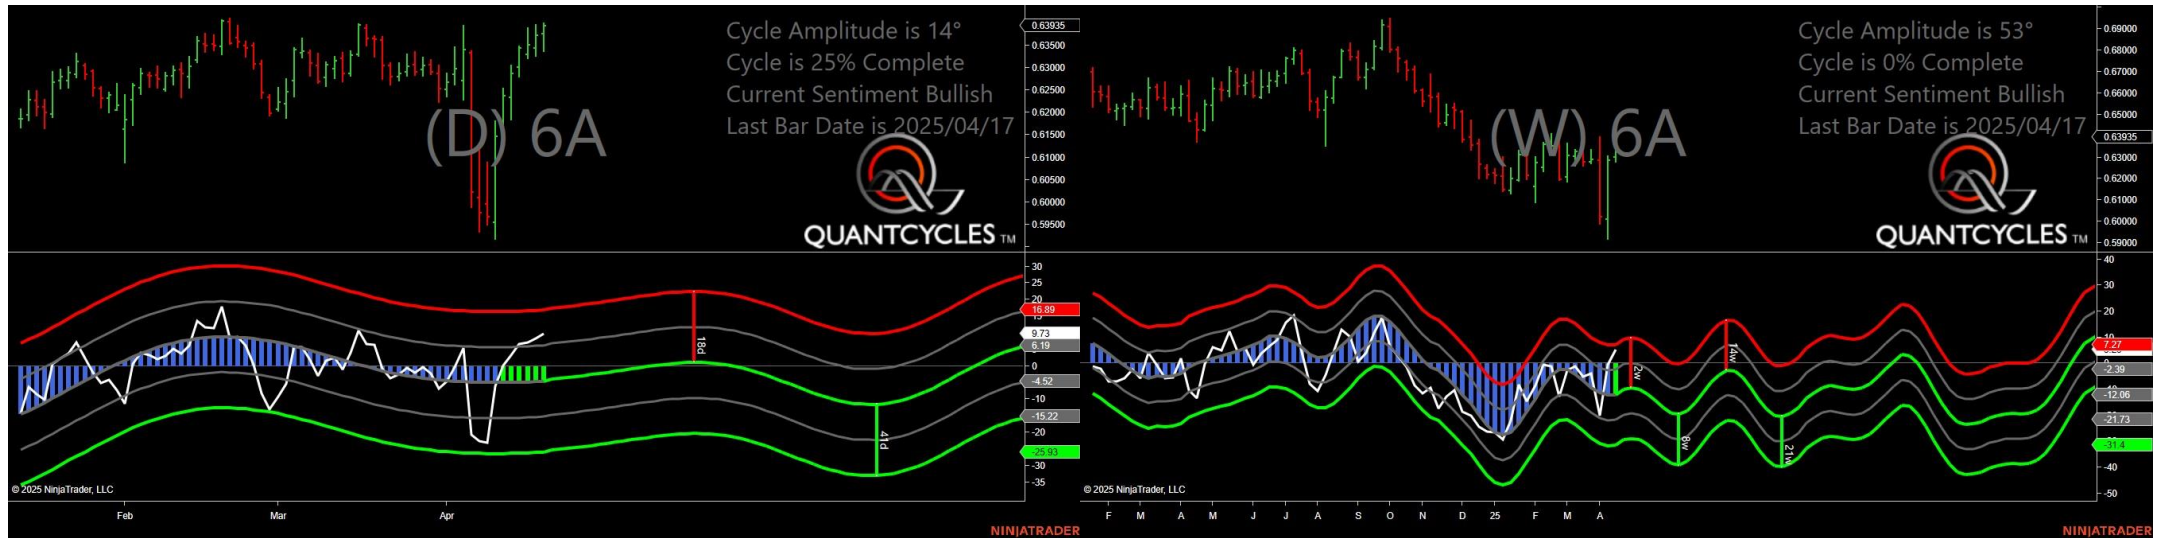 Cycle Amplitude is 14°
Cycle is 25% Complete
Current Sentiment Bullish
Last Bar Date is 2025/04/17
(D) 6A
QUANTCYCLES TM
0.63935
0.63500
0.63000
0.62500
0.62000
0.61500
0.61000
0.60500
0.60000
0.59500
30
25
20
16.89
9.73
6.19
0
-4.52
-10
-15.22
-20
-25.93
-30
-35
18d
41d
© 2025 NinjaTrader, LLC
Feb Mar Apr
NINJATRADER
Cycle Amplitude is 53°
Cycle is 0% Complete
Current Sentiment Bullish
Last Bar Date is 2025/04/17
(W) 6A
QUANTCYCLES TM
0.69000
0.68000
0.67000
0.66000
0.65000
0.63935
0.63000
0.62000
0.61000
0.60000
0.59000
40
30
20
10
7.27
-2.39
-12.06
-21.73
-31.4
-40
-50
2w
8w
14w
21w
© 2025 NinjaTrader, LLC
F M A M J J A S O N D 25 F M A
NINJATRADER